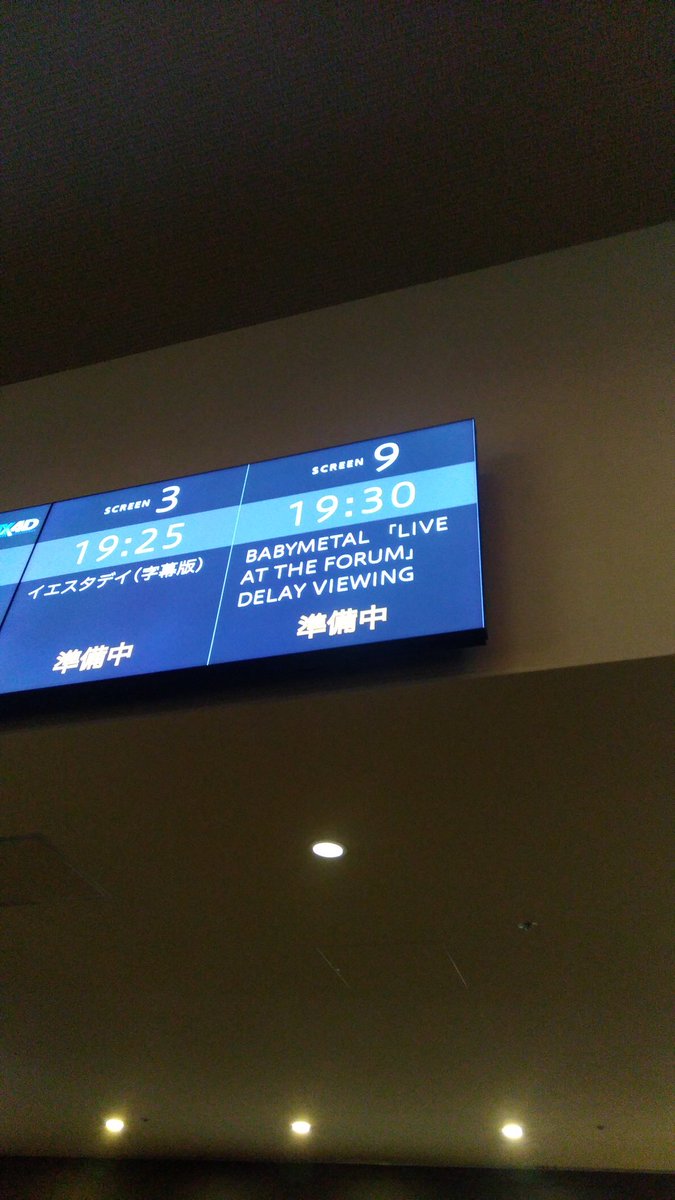 X4D
SCREEN 3
19:25
イエスタデイ(字幕版)
準備中
SCREEN 9
19:30
BABYMETAL 「LIVE
AT THE FORUM」
DELAY VIEWING
準備中